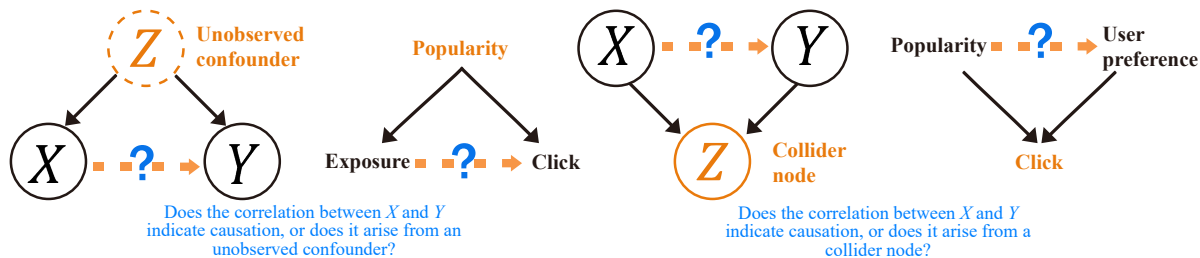 Z
Unobserved
confounder
X
?
Y
Does the correlation between X and Y
indicate causation, or does it arise from an
unobserved confounder?
Popularity
Exposure
?
Click
X
?
Y
Z
Collider
node
Does the correlation between X and Y
indicate causation, or does it arise from a
collider node?
Popularity
?
User
preference
Click